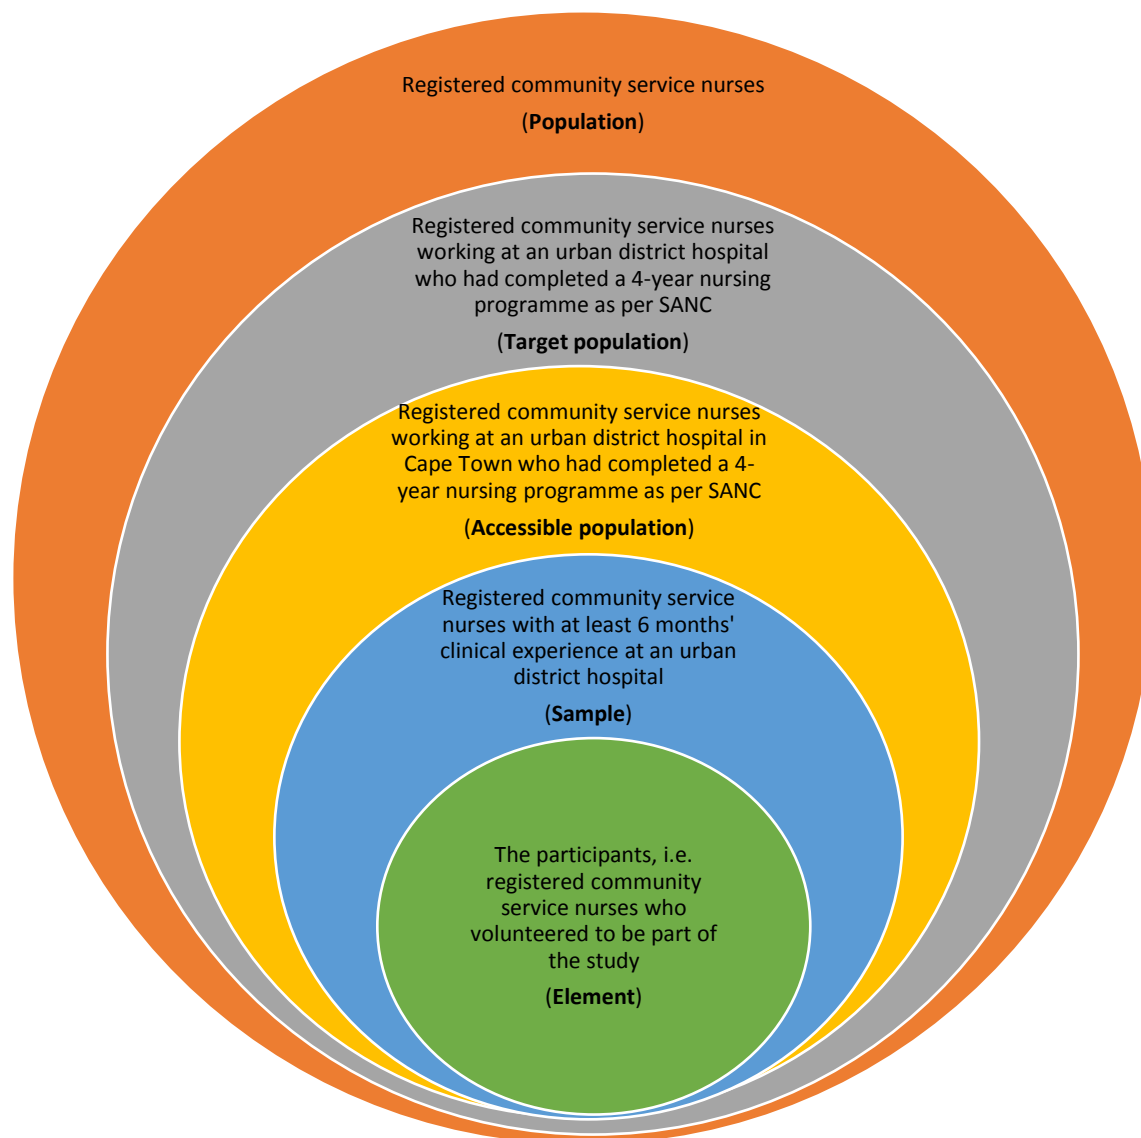 Registered community service nurses
(Population)
Registered community service nurses
working at an urban district hospital
who had completed a 4-year nursing
programme as per SANC
(Target population)
Registered community service nurses
working at an urban district hospital in
Cape Town who had completed a 4-
year nursing programme as per SANC
(Accessible population)
Registered community service
nurses with at least 6 months'
clinical experience at an urban
district hospital
(Sample)
The participants, i.e.
registered community
service nurses who
volunteered to be part of
the study
(Element)